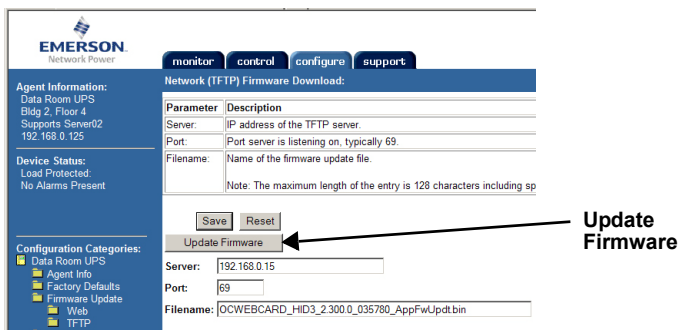 EMERSON.
Network Power
monitor control configure support
Agent Information:
Data Room UPS
Bldg 2, Floor 4
Supports Server02
192.168.0.125
Device Status:
Load Protected:
No Alarms Present
Configuration Categories:
Data Room UPS
Agent Info
Factory Defaults
Firmware Update
Web
TFTP
Network (TFTP) Firmware Download:
Parameter Description
Server: IP address of the TFTP server.
Port: Port server is listening on, typically 69.
Filename: Name of the firmware update file.
Note: The maximum length of the entry is 128 characters including sp
Save Reset
Update Firmware
Server: 192.168.0.15
Port: 69
Filename: OCWEBCARD_HID3_2.300.0_035780_AppFwUpdt.bin
Update
Firmware